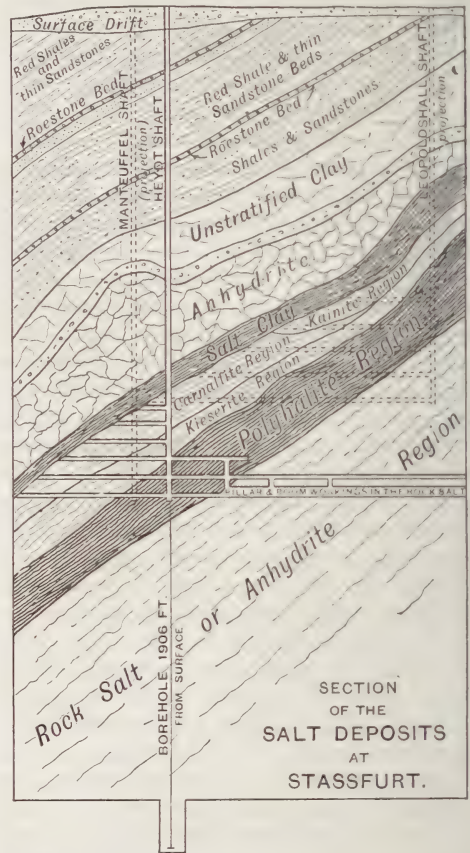 Surface Drift
Red Shales
and
thin Sandstones
Roestone Bed
Red Shale & thin
Sandstone Beds
Roestone Bed
Shales & Sandstones
MANTEUFFEL SHAFT
(projection)
HEYDT SHAFT
LEOPOLDSHALL SHAFT
(projection)
Unstratified Clay
Anhydrite
Salt Clay
Kainite Region
Carnallite Region
Kieserite Region
Polyhalite Region
PILLAR & ROOM WORKINGS IN THE ROCK SALT
Rock Salt or Anhydrite Region
BOREHOLE 1906 FT.
FROM SURFACE
SECTION
OF THE
SALT DEPOSITS
AT
STASSFURT.